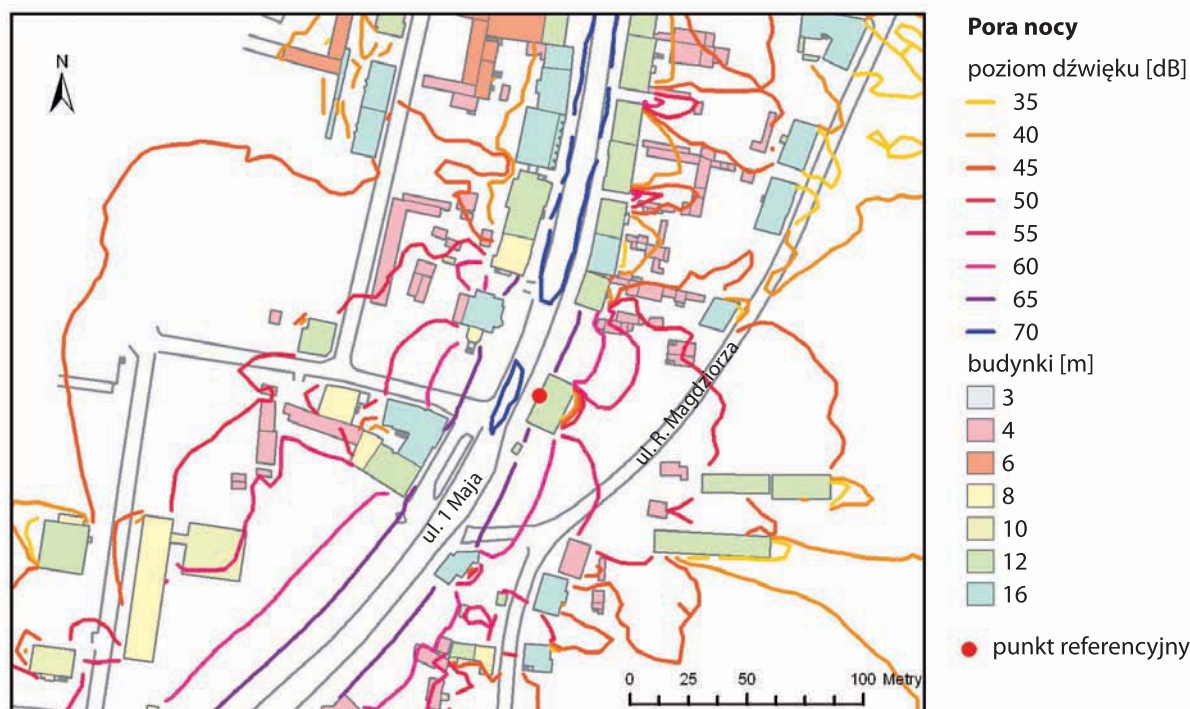 N
ul. 1 Maja
ul. R. Magdziorza
0 25 50 100 Metry
Pora nocy
poziom dźwięku [dB]
35
40
45
50
55
60
65
70
budynki [m]
3
4
6
8
10
12
16
punkt referencyjny